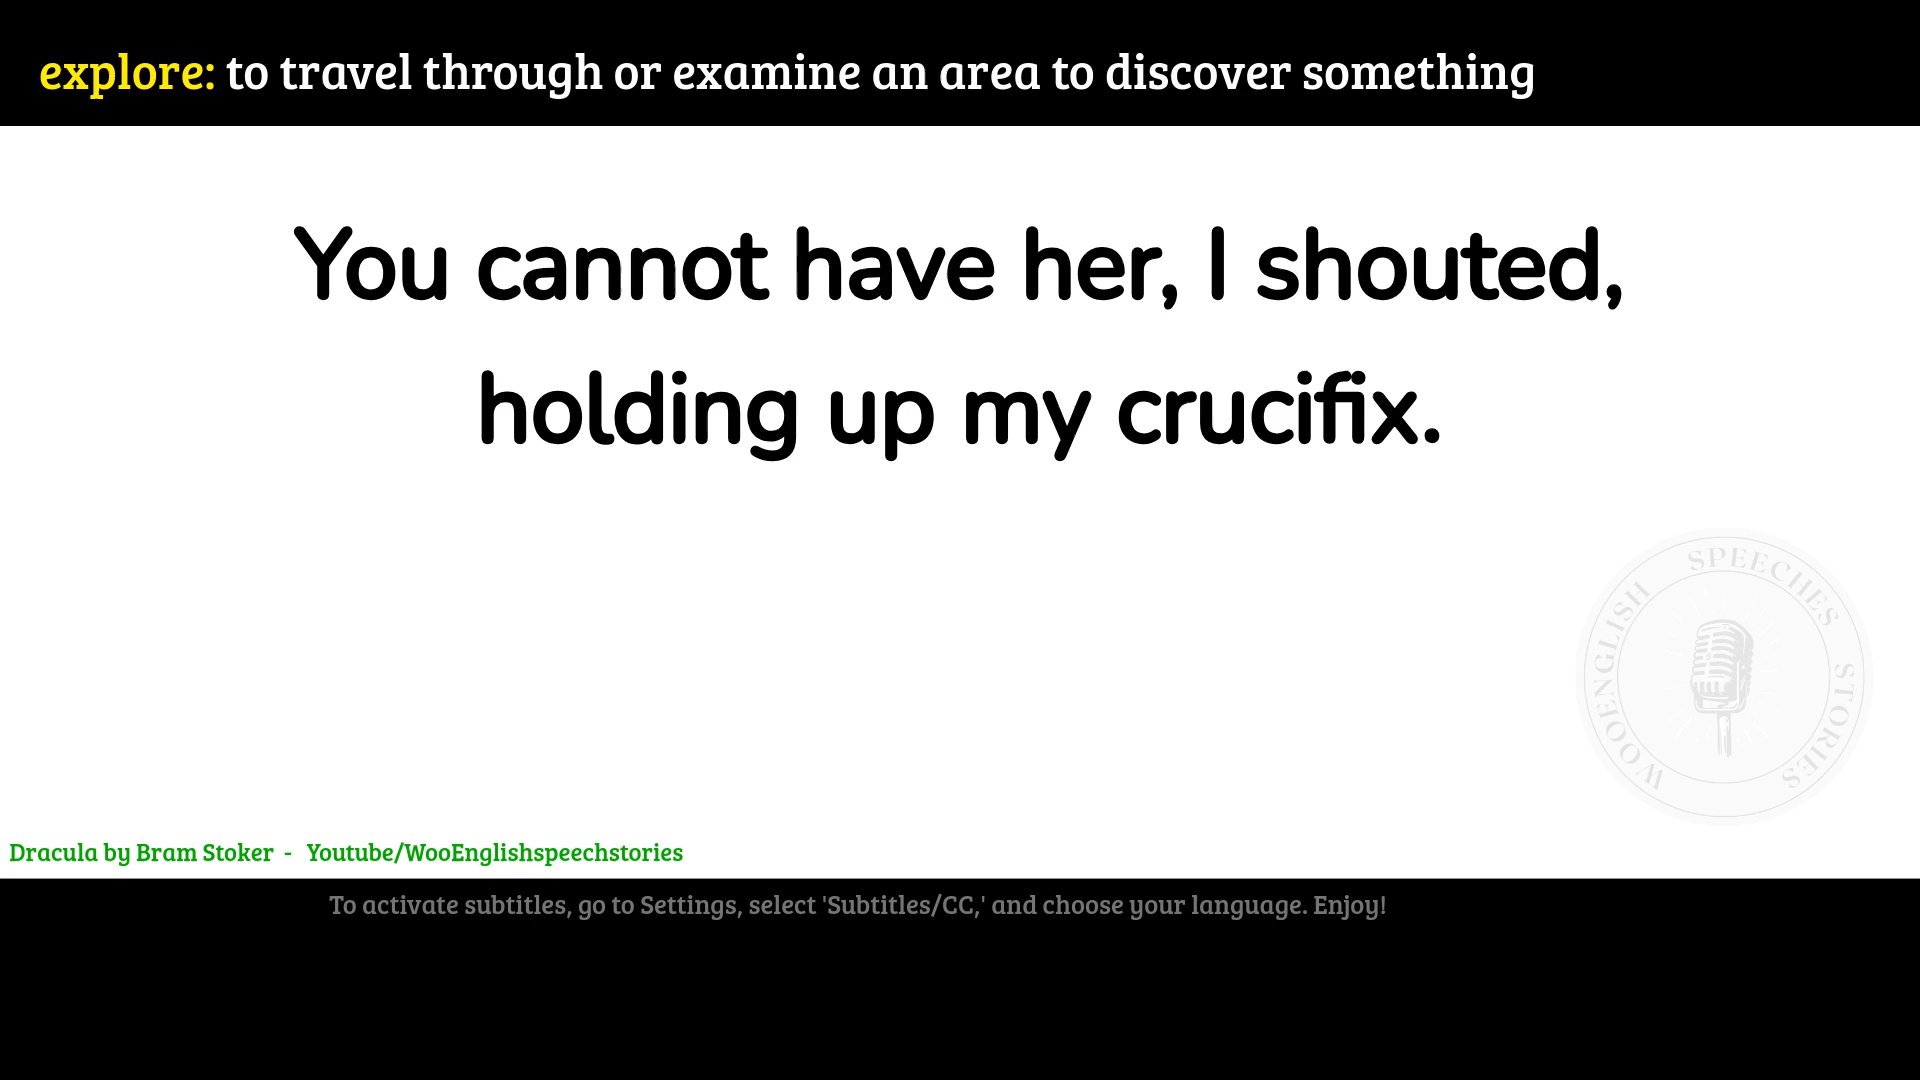 explore: to travel through or examine an area to discover something
You cannot have her, I shouted,
holding up my crucifix.
WOOENGLISH SPEECHES STORIES
Dracula by Bram Stoker - Youtube/WooEnglishspeechstories
To activate subtitles, go to Settings, select 'Subtitles/CC,' and choose your language. Enjoy!